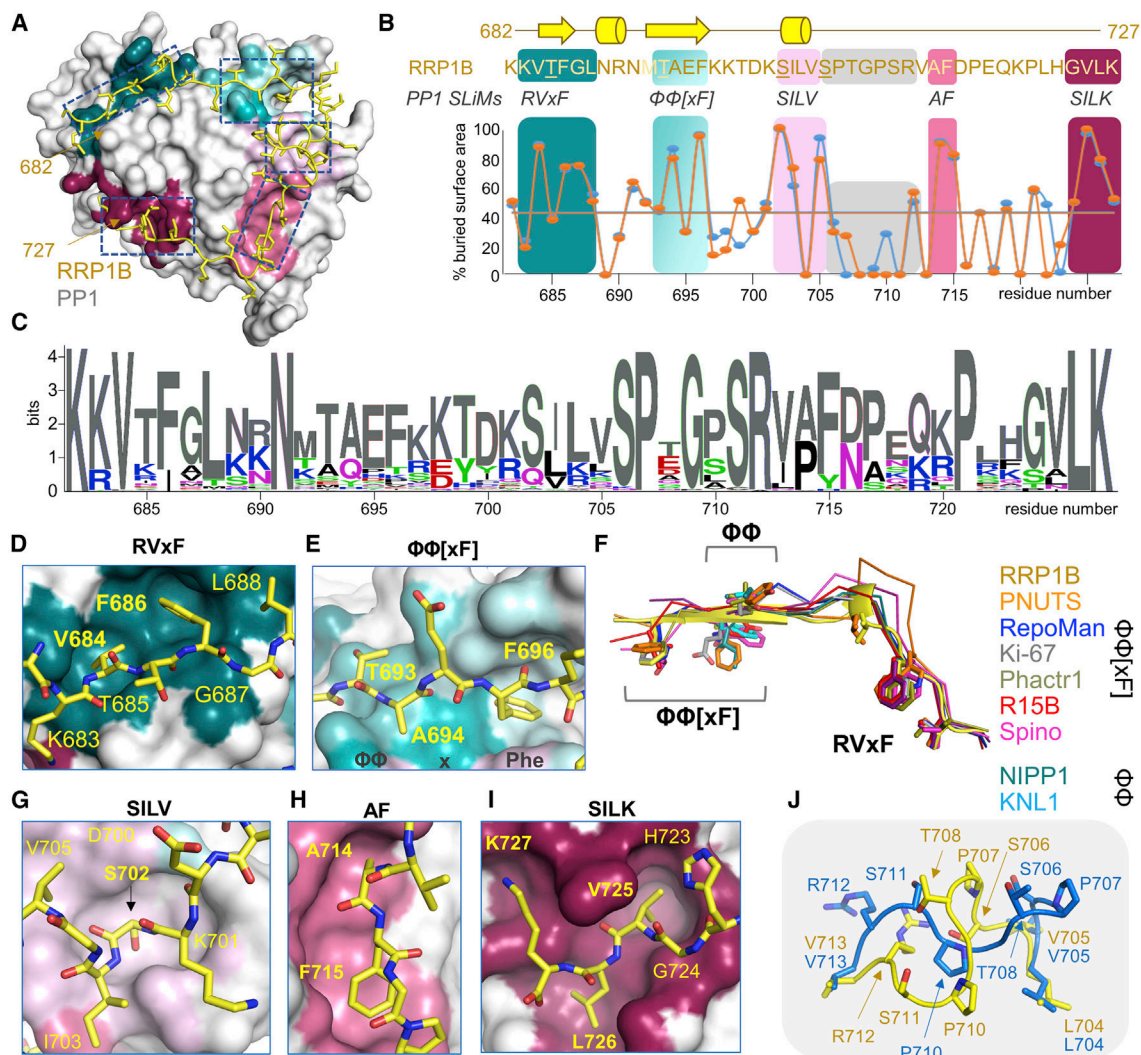 A
682
727
RRP1B
PP1
B
682
727
RRP1B
KKVTFGLNRNMTAEFKKTDKSILVSPTGPSRVAFDPEQKPLHGVLK
PP1 SLiMs
RVxF
ΦΦ[xF]
SILV
AF
SILK
% buried surface area
100
80
60
40
20
0
685
690
695
700
705
710
715
residue number
C
bits
4
3
2
1
0
685
690
695
700
705
710
715
720
residue number
D
RVxF
L688
F686
V684
T685
G687
K683
E
ΦΦ[xF]
T693
F696
A694
ΦΦ
x
Phe
F
ΦΦ
ΦΦ[xF]
RVxF
RRP1B
PNUTS
RepoMan
Ki-67
Phactr1
R15B
Spino
ΦΦ[xF]
NIPP1
KNL1
ΦΦ
G
SILV
D700
V705
S702
K701
I703
H
AF
A714
F715
I
SILK
K727
H723
V725
G724
L726
J
T708
S706
P707
S711
S706
R712
P707
V713
V713
V705
V705
T708
S711
R712
P710
P710
L704
L704